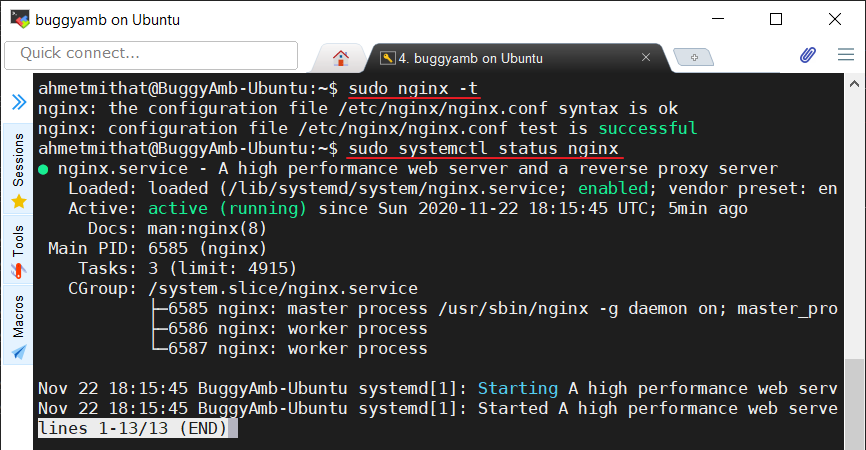 buggyamb on Ubuntu
Quick connect...
4. buggyamb on Ubuntu
Sessions
Tools
Macros
ahmetmithat@BuggyAmb-Ubuntu:~$ sudo nginx -t
nginx: the configuration file /etc/nginx/nginx.conf syntax is ok
nginx: configuration file /etc/nginx/nginx.conf test is successful
ahmetmithat@BuggyAmb-Ubuntu:~$ sudo systemctl status nginx
● nginx.service - A high performance web server and a reverse proxy server
Loaded: loaded (/lib/systemd/system/nginx.service; enabled; vendor preset: en
Active: active (running) since Sun 2020-11-22 18:15:45 UTC; 5min ago
Docs: man:nginx(8)
Main PID: 6585 (nginx)
Tasks: 3 (limit: 4915)
CGroup: /system.slice/nginx.service
├─6585 nginx: master process /usr/sbin/nginx -g daemon on; master_pro
├─6586 nginx: worker process
└─6587 nginx: worker process
Nov 22 18:15:45 BuggyAmb-Ubuntu systemd[1]: Starting A high performance web serv
Nov 22 18:15:45 BuggyAmb-Ubuntu systemd[1]: Started A high performance web serve
lines 1-13/13 (END)